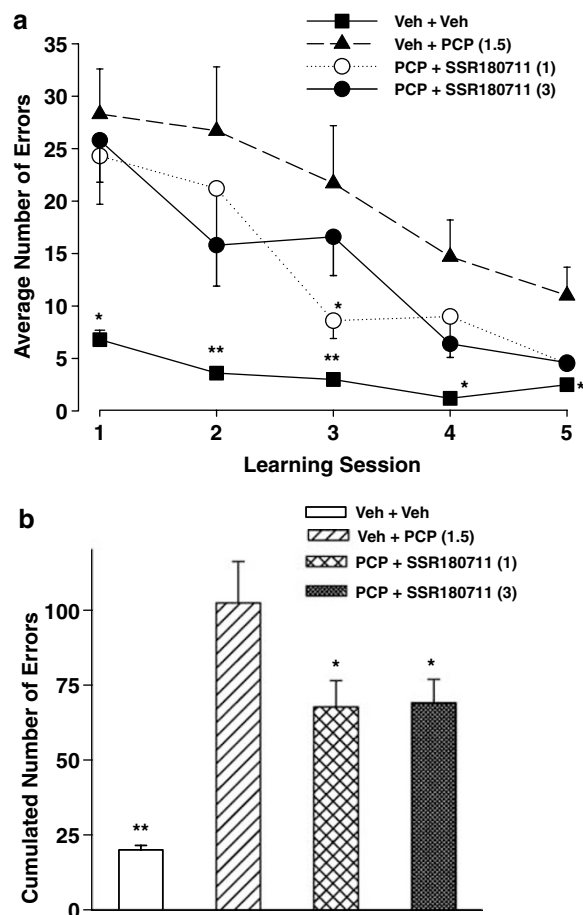 a
Veh + Veh
Veh + PCP (1.5)
PCP + SSR180711 (1)
PCP + SSR180711 (3)
Average Number of Errors
35
30
25
20
15
10
5
0
*
**
**
*
*
*
1 2 3 4 5
Learning Session
b
Veh + Veh
Veh + PCP (1.5)
PCP + SSR180711 (1)
PCP + SSR180711 (3)
Cumulated Number of Errors
100
75
50
25
0
**
*
*